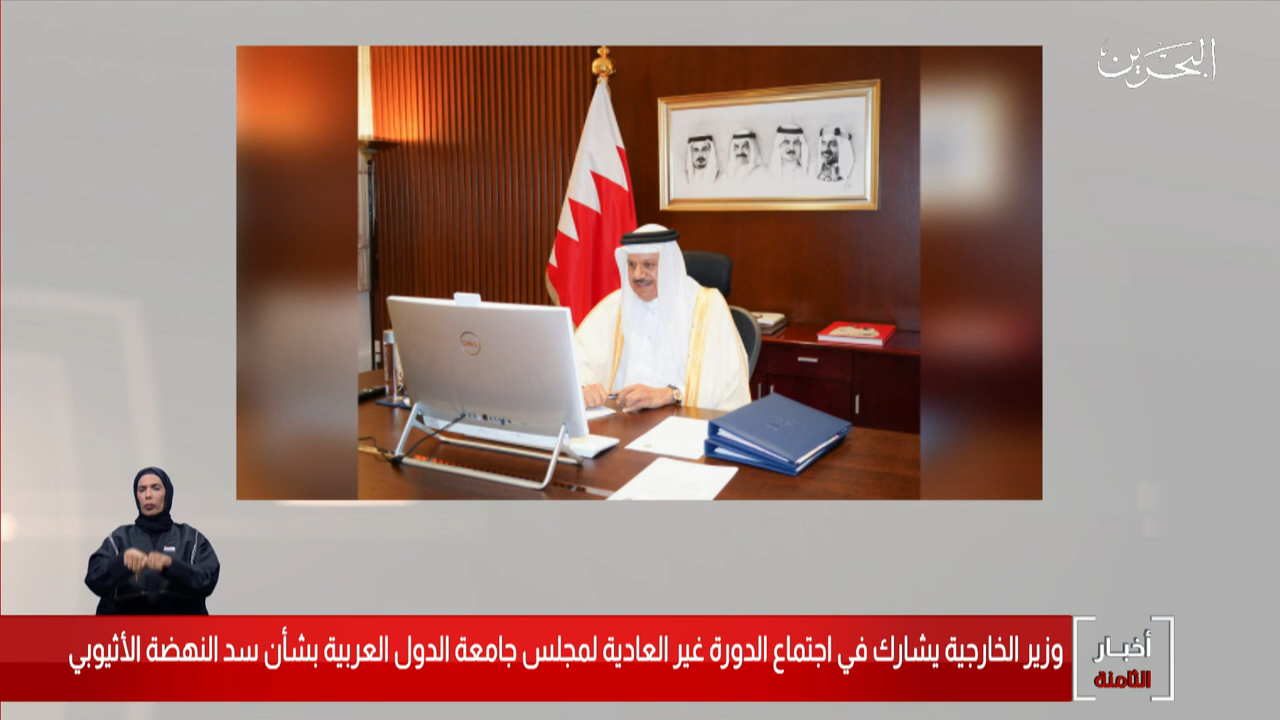 البحرين
DELL
وزير الخارجية يشارك في اجتماع الدورة غير العادية لمجلس جامعة الدول العربية بشأن سد النهضة الأثيوبي
أخبار
الثامنة